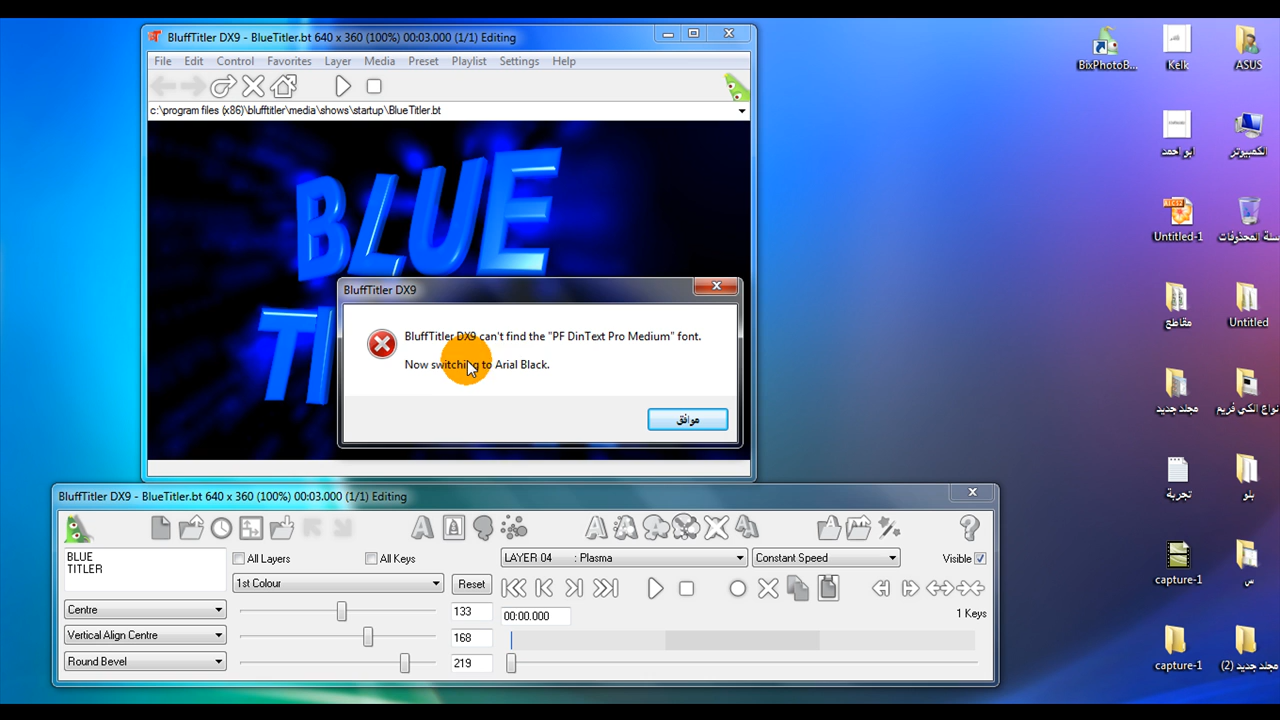 BluffTitler DX9 - BlueTitler.bt 640 x 360 (100%) 00:03.000 (1/1) Editing
File Edit Control Favorites Layer Media Preset Playlist Settings Help
c:\program files (x86)\blufftitler\media\shows\startup\BlueTitler.bt
BLUE
TI
BluffTitler DX9
BluffTitler DX9 can't find the "PF DinText Pro Medium" font.
Now switching to Arial Black.
موافق
BluffTitler DX9 - BlueTitler.bt 640 x 360 (100%) 00:03.000 (1/1) Editing
BLUE
TITLER
All Layers
All Keys
LAYER 04 : Plasma
Constant Speed
Visible
1st Colour
Reset
Centre
133
00:00.000
1 Keys
Vertical Align Centre
168
Round Bevel
219
BixPhotoB...
Kelk
ASUS
ابو احمد
الكمبيوتر
Untitled-1
سلة المحذوفات
مقاطع
Untitled
مجلد جديد
نواع الكي فريم
تجربة
بلو
capture-1
س
capture-1
مجلد جديد (2)